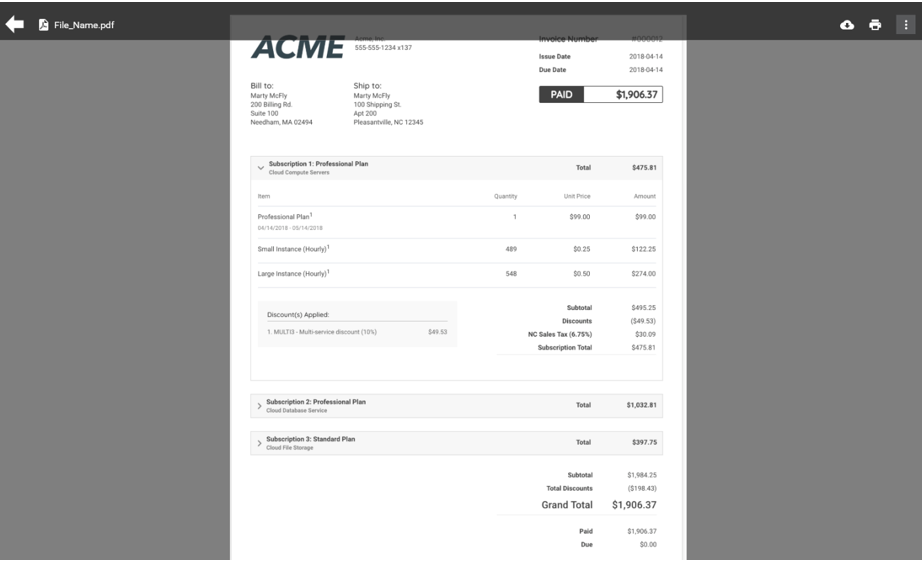 File_Name.pdf
ACME
Acme, Inc.
555-555-1234 x137
Invoice Number #000012
Issue Date 2018-04-14
Due Date 2018-04-14
PAID $1,906.37
Bill to:
Marty McFly
200 Billing Rd.
Suite 100
Needham, MA 02494
Ship to:
Marty McFly
100 Shipping St.
Apt 200
Pleasantville, NC 12345
Subscription 1: Professional Plan Total $475.81
Cloud Compute Servers
Item Quantity Unit Price Amount
Professional Plan1 1 $99.00 $99.00
04/14/2018 - 05/14/2018
Small Instance (Hourly)1 489 $0.25 $122.25
Large Instance (Hourly)1 548 $0.50 $274.00
Discount(s) Applied:
1. MULTI3 - Multi-service discount (10%) $49.53
Subtotal $495.25
Discounts ($49.53)
NC Sales Tax (6.75%) $30.09
Subscription Total $475.81
Subscription 2: Professional Plan Total $1,032.81
Cloud Database Service
Subscription 3: Standard Plan Total $397.75
Cloud File Storage
Subtotal $1,984.25
Total Discounts ($198.43)
Grand Total $1,906.37
Paid $1,906.37
Due $0.00